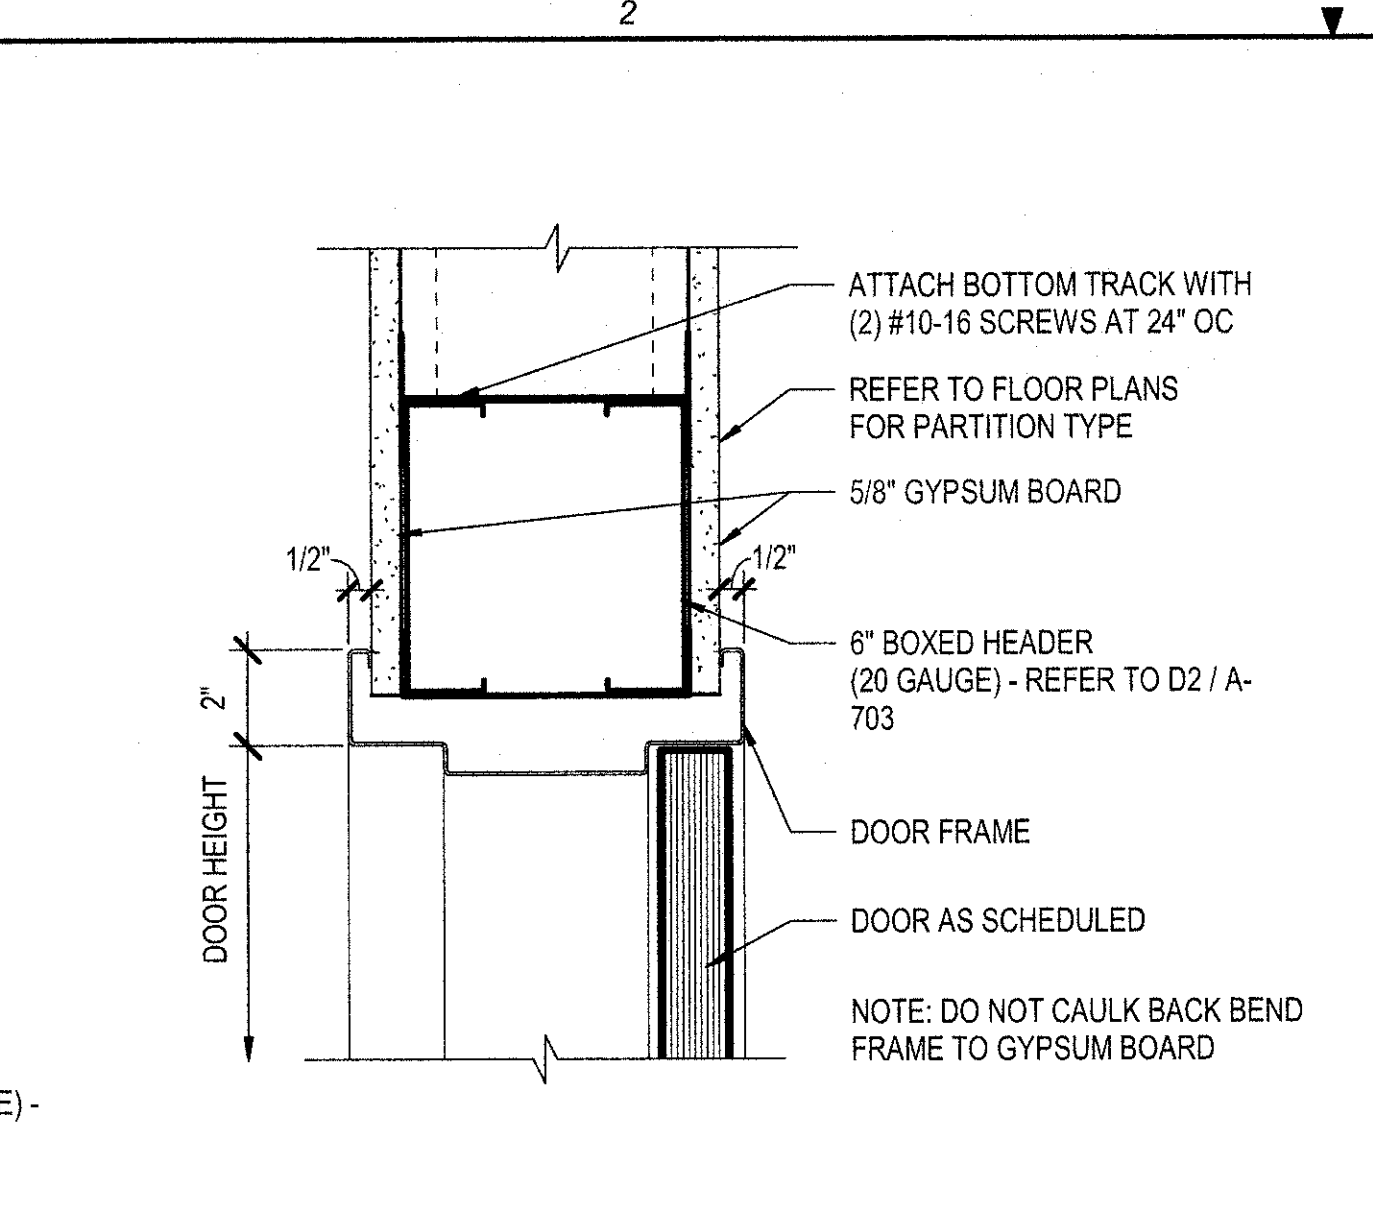 2
ATTACH BOTTOM TRACK WITH
(2) #10-16 SCREWS AT 24" OC
REFER TO FLOOR PLANS
FOR PARTITION TYPE
5/8" GYPSUM BOARD
1/2"
1/2"
6" BOXED HEADER
(20 GAUGE) - REFER TO D2 / A-
703
2"
DOOR HEIGHT
DOOR FRAME
DOOR AS SCHEDULED
NOTE: DO NOT CAULK BACK BEND
FRAME TO GYPSUM BOARD
E) -